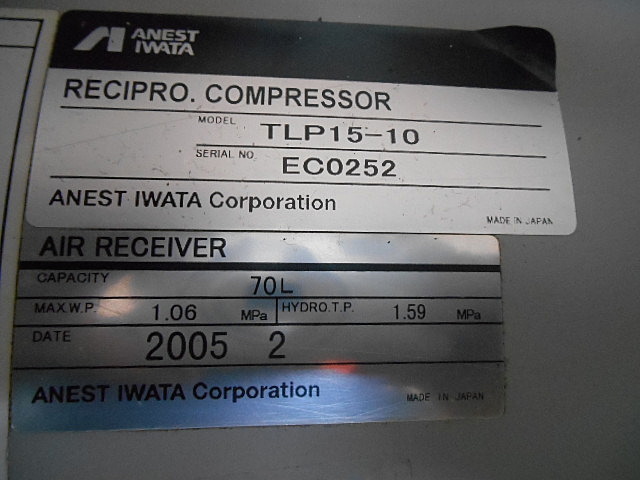 ANEST
IWATA
RECIPRO. COMPRESSOR
MODEL TLP15-10
SERIAL NO. EC0252
ANEST IWATA Corporation
MADE IN JAPAN
AIR RECEIVER
CAPACITY 70L
MAX.W.P. 1.06 MPa HYDRO.T.P. 1.59 MPa
DATE 2005 2
ANEST IWATA Corporation
MADE IN JAPAN